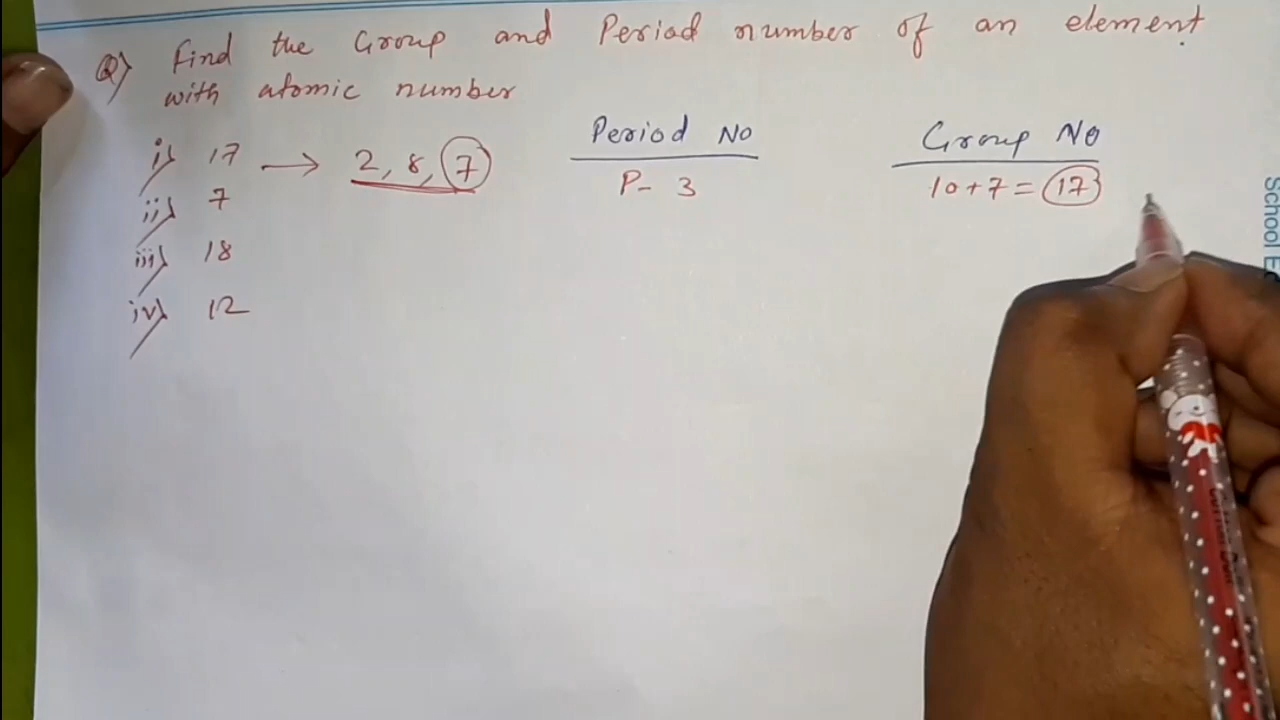 Q) Find the Group and Period number of an element
with atomic number
i) 17 → 2, 8, 7
Period No
P- 3
Group No
10+7 = 17
ii) 7
iii) 18
iv) 12
School